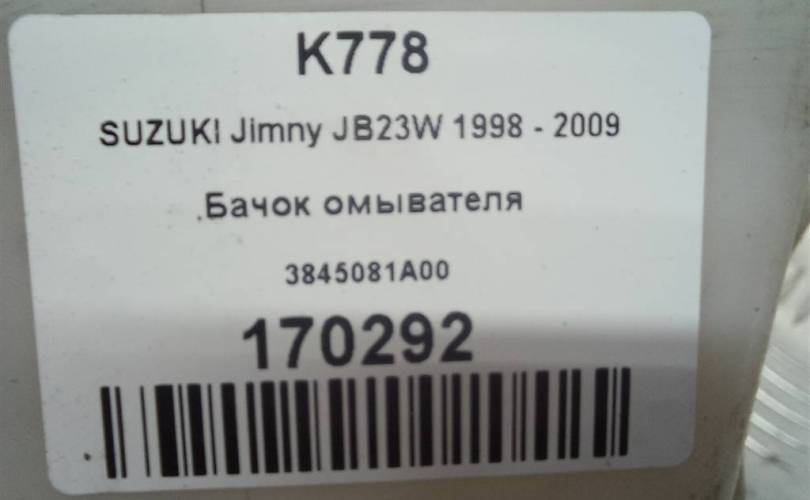 K778
SUZUKI Jimny JB23W 1998 - 2009
.Бачок омывателя
3845081A00
170292